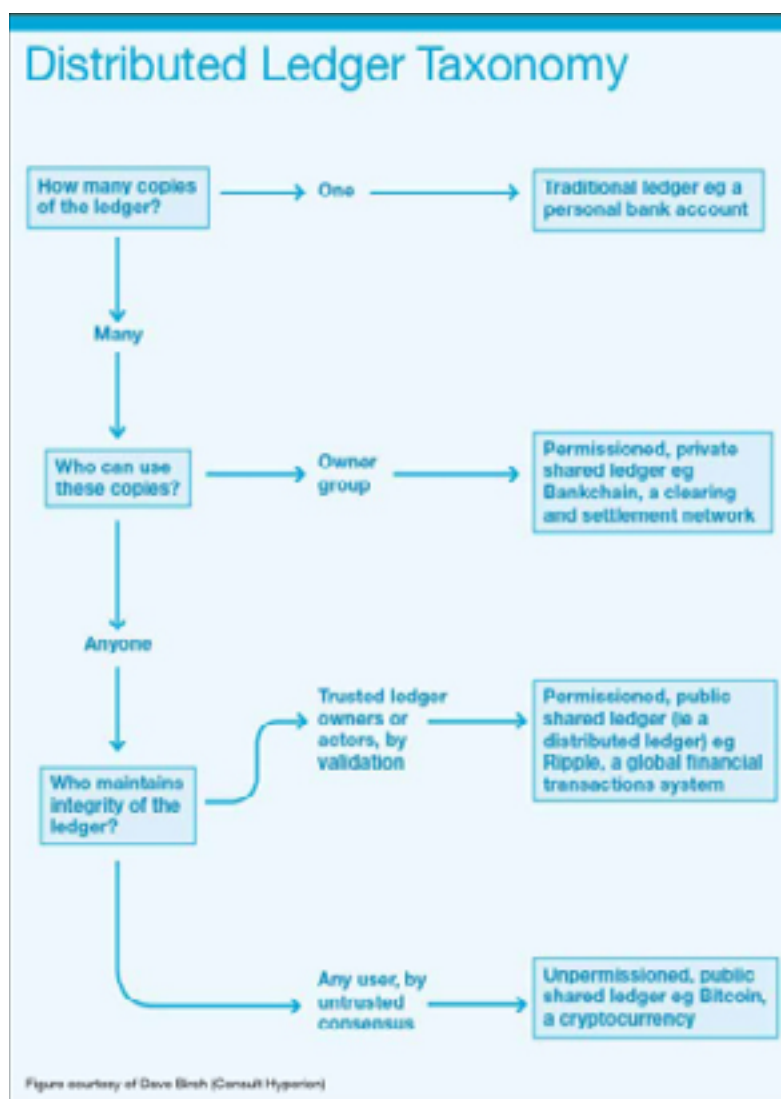 Distributed Ledger Taxonomy
How many copies
of the ledger?
One
Traditional ledger eg a
personal bank account
Many
Who can use
these copies?
Owner
group
Permissioned, private
shared ledger eg
Bankchain, a clearing
and settlement network
Anyone
Who maintains
integrity of the
ledger?
Trusted ledger
owners or
actors, by
validation
Permissioned, public
shared ledger (ie a
distributed ledger) eg
Ripple, a global financial
transactions system
Any user, by
untrusted
consensus
Unpermissioned, public
shared ledger eg Bitcoin,
a cryptocurrency
Figure courtesy of Dave Birch (Consult Hyperion)